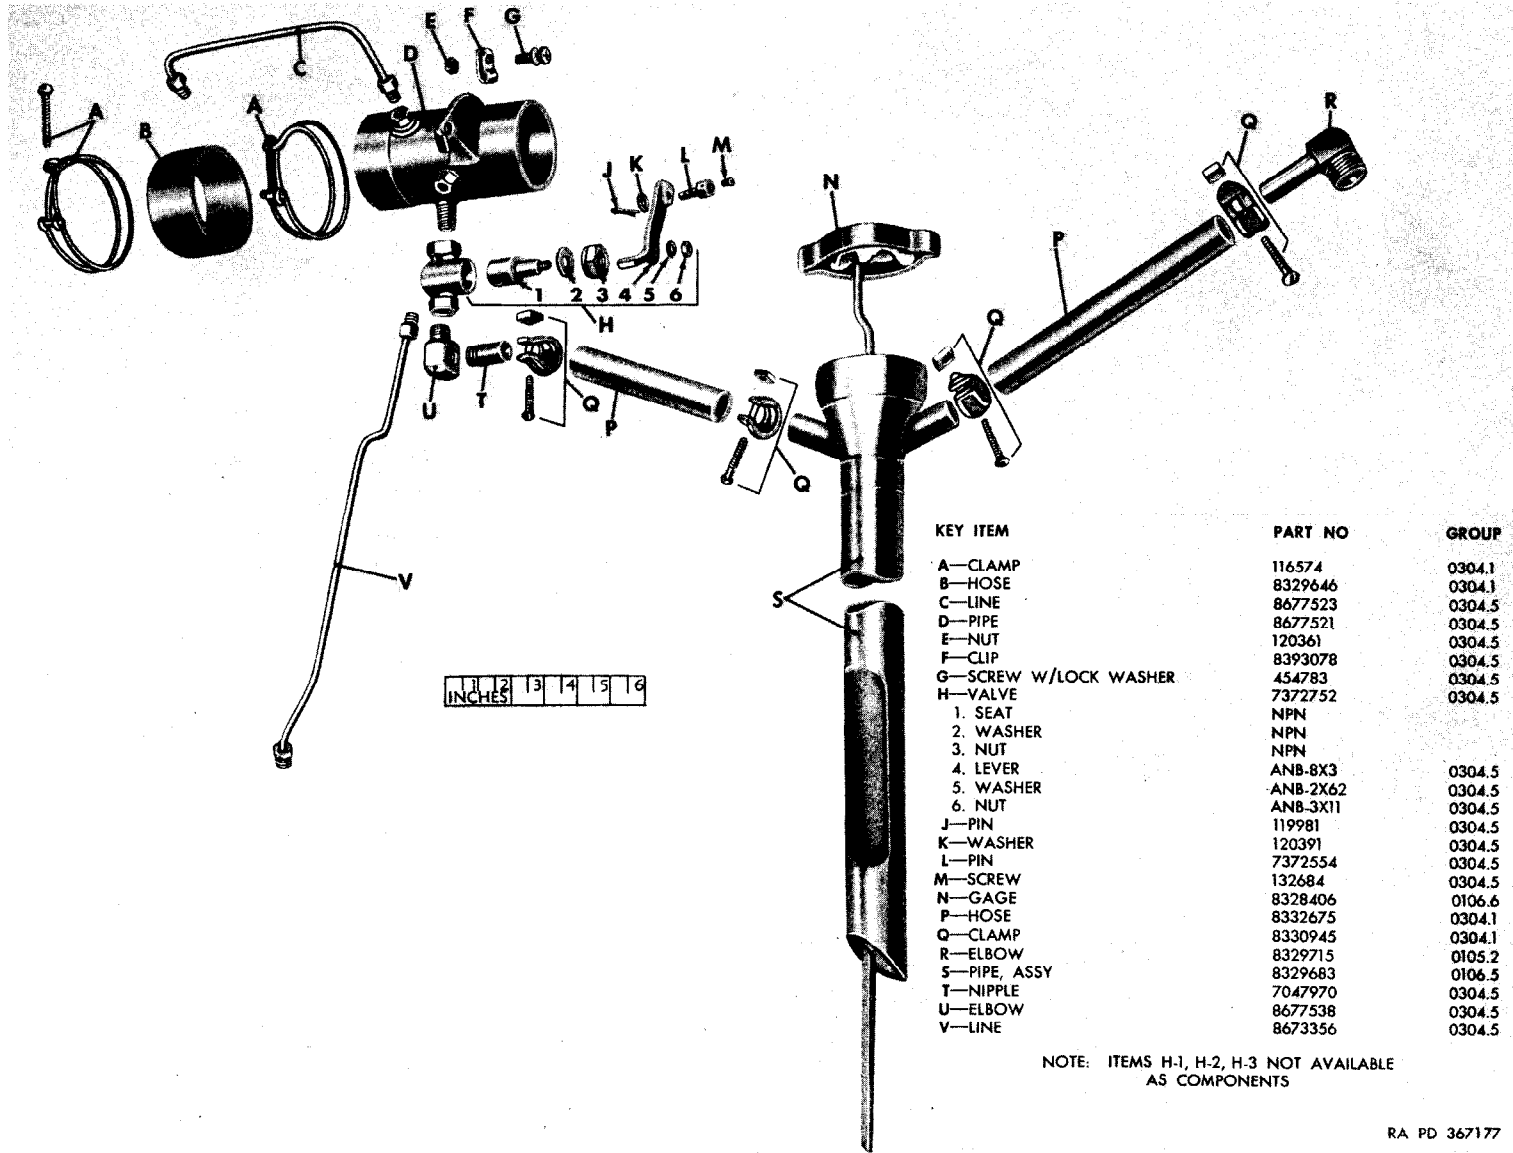 E F G
D
C
A A
B
J K L M
N
Q R
P
1 2 3 4 5 6
H
Q
U T Q P
Q
V
S
INCHES 1 2 3 4 5 6
KEY ITEM PART NO GROUP
A—CLAMP 116574 0304.1
B—HOSE 8329646 0304.1
C—LINE 8677523 0304.5
D—PIPE 8677521 0304.5
E—NUT 120361 0304.5
F—CLIP 8393078 0304.5
G—SCREW W/LOCK WASHER 454783 0304.5
H—VALVE 7372752 0304.5
1. SEAT NPN
2. WASHER NPN
3. NUT NPN
4. LEVER ANB-8X3 0304.5
5. WASHER ANB-2X62 0304.5
6. NUT ANB-3X11 0304.5
J—PIN 119981 0304.5
K—WASHER 120391 0304.5
L—PIN 7372554 0304.5
M—SCREW 132684 0304.5
N—GAGE 8328406 0106.6
P—HOSE 8332675 0304.1
Q—CLAMP 8330945 0304.1
R—ELBOW 8329715 0105.2
S—PIPE, ASSY 8329683 0106.5
T—NIPPLE 7047970 0304.5
U—ELBOW 8677538 0304.5
V—LINE 8673356 0304.5
NOTE: ITEMS H-1, H-2, H-3 NOT AVAILABLE
AS COMPONENTS
RA PD 367177